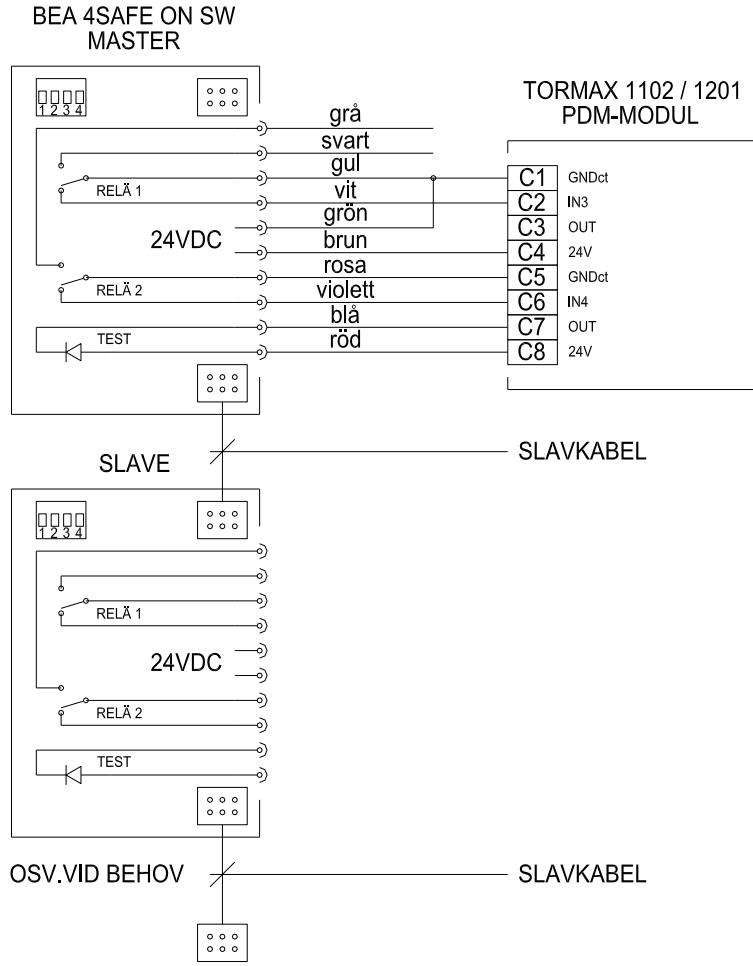 BEA 4SAFE ON SW
MASTER
1 2 3 4
grå
svart
gul
RELÄ 1
vit
grön
24VDC
brun
rosa
RELÄ 2
violett
blå
TEST
röd
TORMAX 1102 / 1201
PDM-MODUL
C1 GNDct
C2 IN3
C3 OUT
C4 24V
C5 GNDct
C6 IN4
C7 OUT
C8 24V
SLAVKABEL
SLAVE
1 2 3 4
RELÄ 1
24VDC
RELÄ 2
TEST
OSV.VID BEHOV
SLAVKABEL